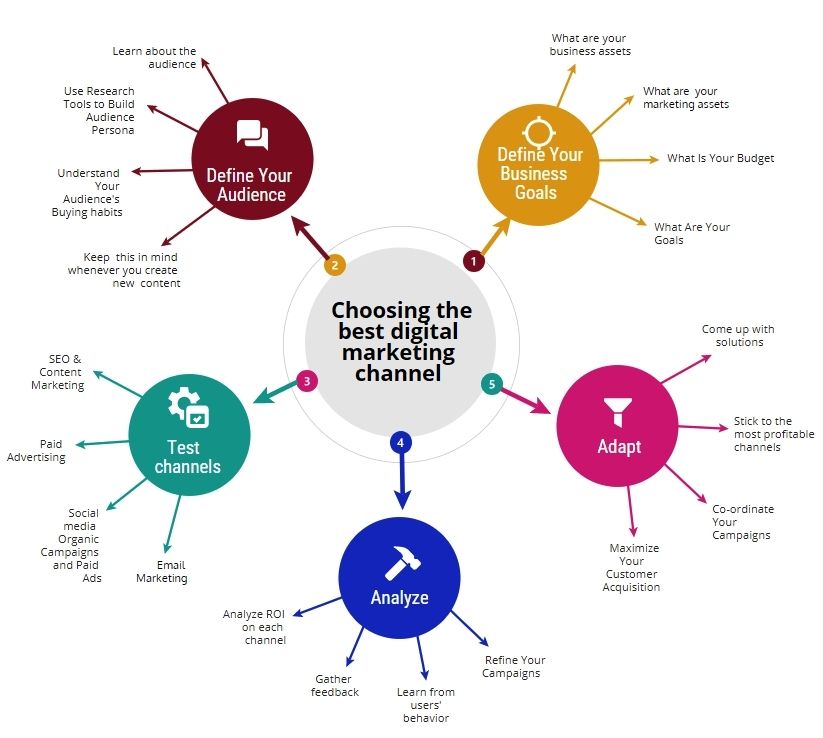 Choosing the
best digital
marketing
channel
1
Define Your
Business
Goals
What are your
business assets
What are your
marketing assets
What Is Your Budget
What Are Your
Goals
2
Define Your
Audience
Learn about the
audience
Use Research
Tools to Build
Audience
Persona
Understand
Your
Audience's
Buying habits
Keep this in mind
whenever you create
new content
3
Test
channels
SEO &
Content
Marketing
Paid
Advertising
Social
media
Organic
Campaigns
and Paid
Ads
Email
Marketing
4
Analyze
Analyze ROI
on each
channel
Gather
feedback
Learn from
users'
behavior
Refine Your
Campaigns
5
Adapt
Come up with
solutions
Stick to the
most profitable
channels
Co-ordinate
Your
Campaigns
Maximize
Your
Customer
Acquisition